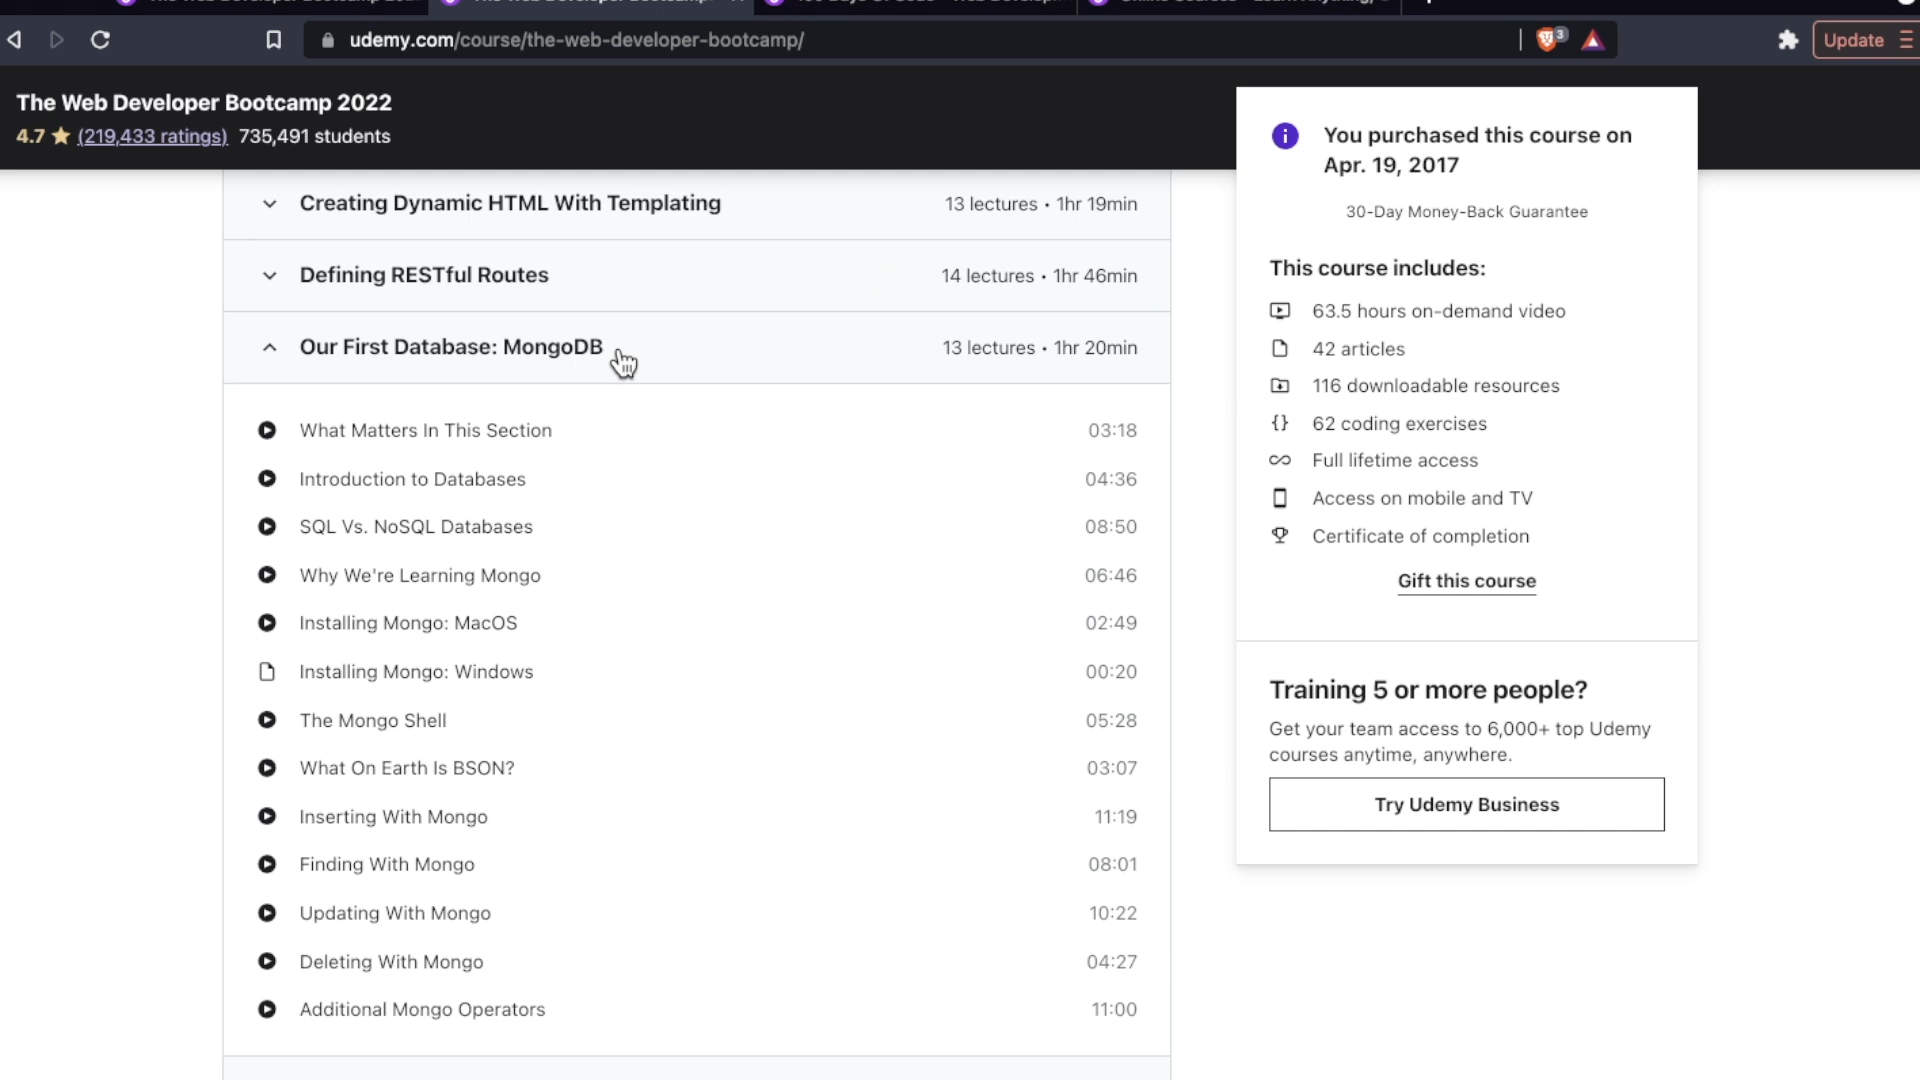 udemy.com/course/the-web-developer-bootcamp/
3
Update
The Web Developer Bootcamp 2022
4.7 (219,433 ratings) 735,491 students
Creating Dynamic HTML With Templating 13 lectures • 1hr 19min
Defining RESTful Routes 14 lectures • 1hr 46min
Our First Database: MongoDB 13 lectures • 1hr 20min
What Matters In This Section 03:18
Introduction to Databases 04:36
SQL Vs. NoSQL Databases 08:50
Why We're Learning Mongo 06:46
Installing Mongo: MacOS 02:49
Installing Mongo: Windows 00:20
The Mongo Shell 05:28
What On Earth Is BSON? 03:07
Inserting With Mongo 11:19
Finding With Mongo 08:01
Updating With Mongo 10:22
Deleting With Mongo 04:27
Additional Mongo Operators 11:00
You purchased this course on
Apr. 19, 2017
30-Day Money-Back Guarantee
This course includes:
63.5 hours on-demand video
42 articles
116 downloadable resources
{} 62 coding exercises
Full lifetime access
Access on mobile and TV
Certificate of completion
Gift this course
Training 5 or more people?
Get your team access to 6,000+ top Udemy
courses anytime, anywhere.
Try Udemy Business